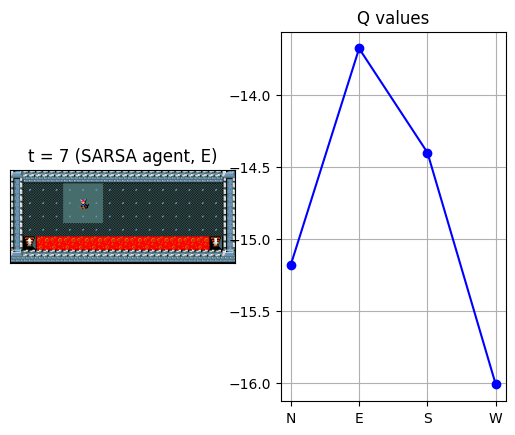 Q values
t = 7 (SARSA agent, E)
−14.0
−14.5
−15.0
−15.5
−16.0
N E S W